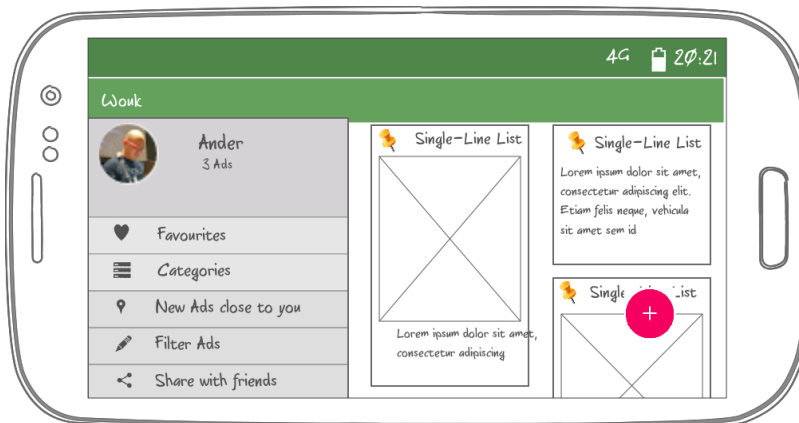 4G 20:21
Wouk
Ander
3 Ads
Favourites
Categories
New Ads close to you
Filter Ads
Share with friends
Single-Line List
Lorem ipsum dolor sit amet,
consectetur adipiscing
Single-Line List
Lorem ipsum dolor sit amet,
consectetur adipiscing elit.
Etiam felis neque, vehicula
sit amet sem id
Single List
+